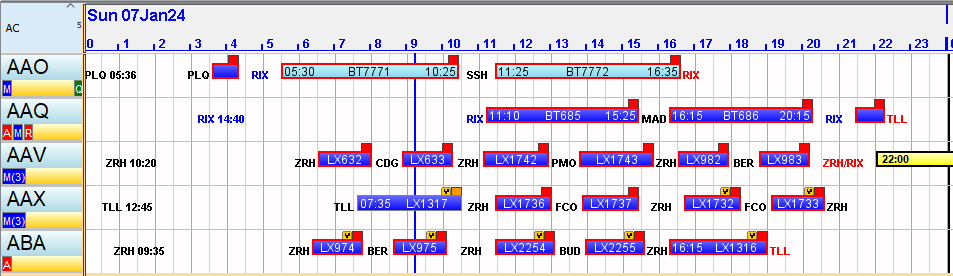 Sun 07Jan24
AC S
0 1 2 3 4 5 6 7 8 9 10 11 12 13 14 15 16 17 18 19 20 21 22 23 0
AAO PLO 05:36 PLO RIX 05:30 BT7771 10:25 SSH 11:25 BT7772 16:35 RIX
M Q
AAQ RIX 14:40 RIX 11:10 BT685 15:25 MAD 16:15 BT686 20:15 RIX TLL
A M R
AAV ZRH 10:20 ZRH LX632 CDG LX633 ZRH LX1742 PMO LX1743 ZRH LX982 BER LX983 ZRH/RIX 22:00
M(3)
AAX TLL 12:45 TLL 07:35 LX1317 ZRH LX1736 FCO LX1737 ZRH LX1732 FCO LX1733 ZRH
M(3)
ABA ZRH 09:35 ZRH LX974 BER LX975 ZRH LX2254 BUD LX2255 ZRH 16:15 LX1316 TLL
A